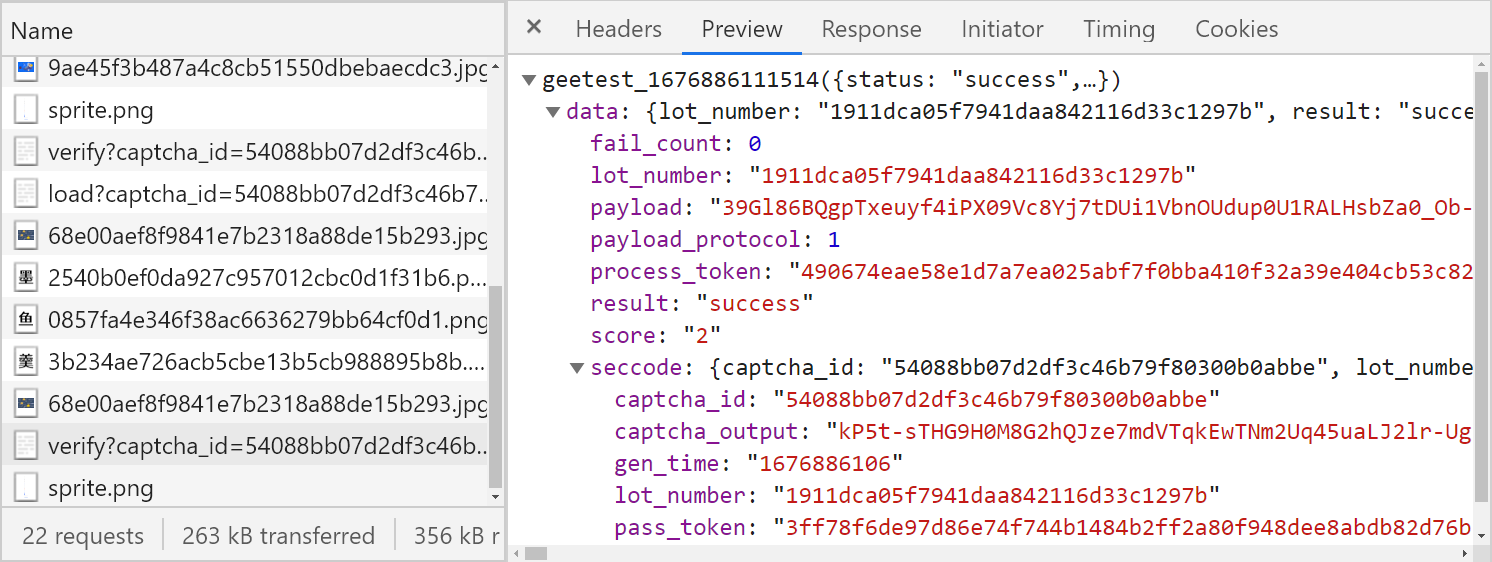 Name
9ae45f3b487a4c8cb51550dbebaecdc3.jpg
sprite.png
verify?captcha_id=54088bb07d2df3c46b...
load?captcha_id=54088bb07d2df3c46b7...
68e00aef8f9841e7b2318a88de15b293.jpg
墨 2540b0ef0da927c957012cbc0d1f31b6.p...
鱼 0857fa4e346f38ac6636279bb64cf0d1.png
羹 3b234ae726acb5cbe13b5cb988895b8b....
68e00aef8f9841e7b2318a88de15b293.jpg
verify?captcha_id=54088bb07d2df3c46b...
sprite.png
22 requests 263 kB transferred 356 kB r
× Headers Preview Response Initiator Timing Cookies
▼geetest_1676886111514({status: "success",…})
▼data: {lot_number: "1911dca05f7941daa842116d33c1297b", result: "succe
fail_count: 0
lot_number: "1911dca05f7941daa842116d33c1297b"
payload: "39Gl86BQgpTxeuyf4iPX09Vc8Yj7tDUi1VbnOUdup0U1RALHsbZa0_Ob-
payload_protocol: 1
process_token: "490674eae58e1d7a7ea025abf7f0bba410f32a39e404cb53c82
result: "success"
score: "2"
▼seccode: {captcha_id: "54088bb07d2df3c46b79f80300b0abbe", lot_numbe
captcha_id: "54088bb07d2df3c46b79f80300b0abbe"
captcha_output: "kP5t-sTHG9H0M8G2hQJze7mdVTqkEwTNm2Uq45uaLJ2lr-Ug
gen_time: "1676886106"
lot_number: "1911dca05f7941daa842116d33c1297b"
pass_token: "3ff78f6de97d86e74f744b1484b2ff2a80f948dee8abdb82d76b